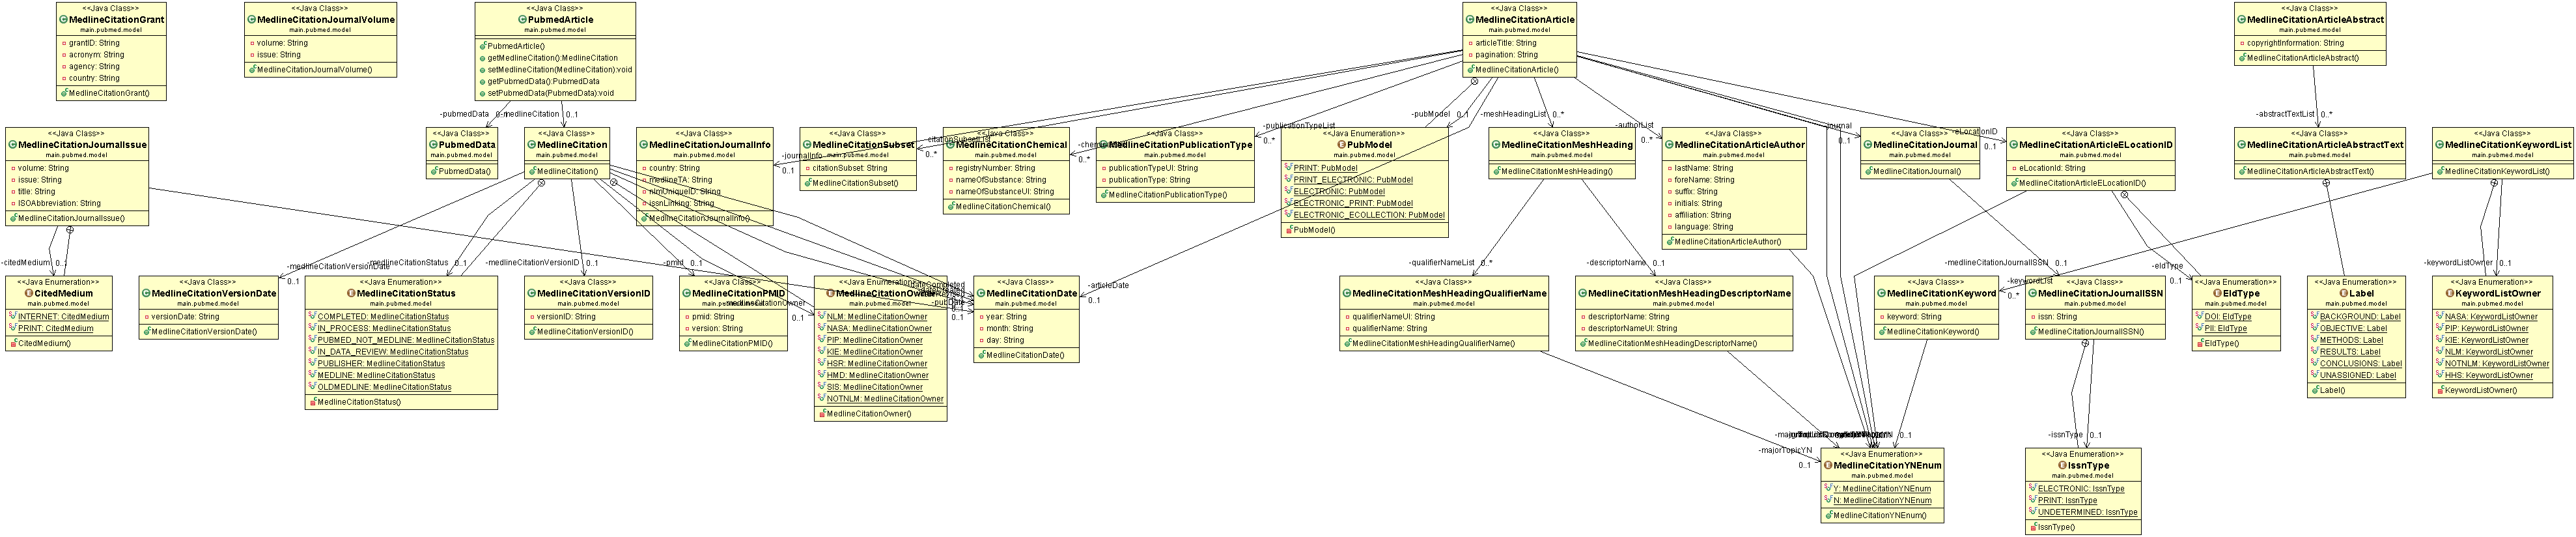 <<Java Class>>
MedlineCitationGrant
main.pubmed.model
grantID: String
acronym: String
agency: String
country: String
MedlineCitationGrant()
<<Java Class>>
MedlineCitationJournalVolume
main.pubmed.model
volume: String
issue: String
MedlineCitationJournalVolume()
<<Java Class>>
PubmedArticle
main.pubmed.model
PubmedArticle()
getMedlineCitation():MedlineCitation
setMedlineCitation(MedlineCitation):void
getPubmedData():PubmedData
setPubmedData(PubmedData):void
<<Java Class>>
MedlineCitationArticle
main.pubmed.model
articleTitle: String
pagination: String
MedlineCitationArticle()
<<Java Class>>
MedlineCitationArticleAbstract
main.pubmed.model
copyrightInformation: String
MedlineCitationArticleAbstract()
-pubmedData
-medlineCitation
0..1
-journalInfo
0..1
0..*
0..*
-publicationTypeList
0..*
-pubModel
0..1
-meshHeadingList
0..*
-authorList
0..*
-journal
0..1
-eLocationID
0..1
-abstractTextList
0..*
<<Java Class>>
MedlineCitationJournalIssue
main.pubmed.model
volume: String
issue: String
title: String
ISOAbbreviation: String
MedlineCitationJournalIssue()
<<Java Class>>
PubmedData
main.pubmed.model
PubmedData()
<<Java Class>>
MedlineCitation
main.pubmed.model
MedlineCitation()
<<Java Class>>
MedlineCitationJournalInfo
main.pubmed.model
country: String
medlineTA: String
nlmUniqueID: String
issnLinking: String
MedlineCitationJournalInfo()
<<Java Class>>
MedlineCitationSubset
main.pubmed.model
citationSubset: String
MedlineCitationSubset()
<<Java Class>>
MedlineCitationChemical
main.pubmed.model
registryNumber: String
nameOfSubstance: String
nameOfSubstanceUI: String
MedlineCitationChemical()
<<Java Class>>
MedlineCitationPublicationType
main.pubmed.model
publicationTypeUI: String
publicationType: String
MedlineCitationPublicationType()
<<Java Enumeration>>
PubModel
main.pubmed.model
PRINT: PubModel
PRINT_ELECTRONIC: PubModel
ELECTRONIC: PubModel
ELECTRONIC_PRINT: PubModel
ELECTRONIC_ECOLLECTION: PubModel
PubModel()
<<Java Class>>
MedlineCitationMeshHeading
main.pubmed.model
MedlineCitationMeshHeading()
<<Java Class>>
MedlineCitationArticleAuthor
main.pubmed.model
lastName: String
foreName: String
suffix: String
initials: String
affiliation: String
language: String
MedlineCitationArticleAuthor()
<<Java Class>>
MedlineCitationJournal
main.pubmed.model
MedlineCitationJournal()
<<Java Class>>
MedlineCitationArticleELocationID
main.pubmed.model
eLocationId: String
MedlineCitationArticleELocationID()
<<Java Class>>
MedlineCitationArticleAbstractText
main.pubmed.model
MedlineCitationArticleAbstractText()
<<Java Class>>
MedlineCitationKeywordList
main.pubmed.model
MedlineCitationKeywordList()
-citedMedium
-medlineCitationVersionDate
0..1
-medlineCitationStatus
0..1
-medlineCitationVersionID
0..1
-pmid
0..1
-medlineCitationOwner
0..1
-pubDate
0..1
-articleDate
0..1
-qualifierNameList
0..*
-descriptorName
0..1
-medlineCitationJournalISSN
0..1
-keywordList
0..*
-eIdType
0..1
-keywordListOwner
0..1
<<Java Enumeration>>
CitedMedium
main.pubmed.model
INTERNET: CitedMedium
PRINT: CitedMedium
CitedMedium()
<<Java Class>>
MedlineCitationVersionDate
main.pubmed.model
versionDate: String
MedlineCitationVersionDate()
<<Java Enumeration>>
MedlineCitationStatus
main.pubmed.model
COMPLETED: MedlineCitationStatus
IN_PROCESS: MedlineCitationStatus
PUBMED_NOT_MEDLINE: MedlineCitationStatus
IN_DATA_REVIEW: MedlineCitationStatus
PUBLISHER: MedlineCitationStatus
MEDLINE: MedlineCitationStatus
OLDMEDLINE: MedlineCitationStatus
MedlineCitationStatus()
<<Java Class>>
MedlineCitationVersionID
main.pubmed.model
versionID: String
MedlineCitationVersionID()
<<Java Class>>
MedlineCitationPMID
main.pubmed.model
pmid: String
version: String
MedlineCitationPMID()
<<Java Enumeration>>
MedlineCitationOwner
main.pubmed.model
NLM: MedlineCitationOwner
NASA: MedlineCitationOwner
PIP: MedlineCitationOwner
KIE: MedlineCitationOwner
HSR: MedlineCitationOwner
HMD: MedlineCitationOwner
SIS: MedlineCitationOwner
NOTNLM: MedlineCitationOwner
MedlineCitationOwner()
<<Java Class>>
MedlineCitationDate
main.pubmed.model
year: String
month: String
day: String
MedlineCitationDate()
<<Java Class>>
MedlineCitationMeshHeadingQualifierName
main.pubmed.model
qualifierNameUI: String
qualifierName: String
MedlineCitationMeshHeadingQualifierName()
<<Java Class>>
MedlineCitationMeshHeadingDescriptorName
main.pubmed.model
descriptorName: String
descriptorNameUI: String
MedlineCitationMeshHeadingDescriptorName()
<<Java Class>>
MedlineCitationKeyword
main.pubmed.model
keyword: String
MedlineCitationKeyword()
<<Java Class>>
MedlineCitationJournalISSN
main.pubmed.model
issn: String
MedlineCitationJournalISSN()
<<Java Enumeration>>
EIdType
main.pubmed.model
DOI: EIdType
PII: EIdType
EIdType()
<<Java Enumeration>>
Label
main.pubmed.model
BACKGROUND: Label
OBJECTIVE: Label
METHODS: Label
RESULTS: Label
CONCLUSIONS: Label
UNASSIGNED: Label
Label()
<<Java Enumeration>>
KeywordListOwner
main.pubmed.model
NASA: KeywordListOwner
PIP: KeywordListOwner
KIE: KeywordListOwner
NLM: KeywordListOwner
NOTNLM: KeywordListOwner
HHS: KeywordListOwner
KeywordListOwner()
-majorTopicYN
0..1
0..1
-issnType
0..1
<<Java Enumeration>>
MedlineCitationYNEnum
main.pubmed.model
Y: MedlineCitationYNEnum
N: MedlineCitationYNEnum
MedlineCitationYNEnum()
<<Java Enumeration>>
IssnType
main.pubmed.model
ELECTRONIC: IssnType
PRINT: IssnType
UNDETERMINED: IssnType
IssnType()